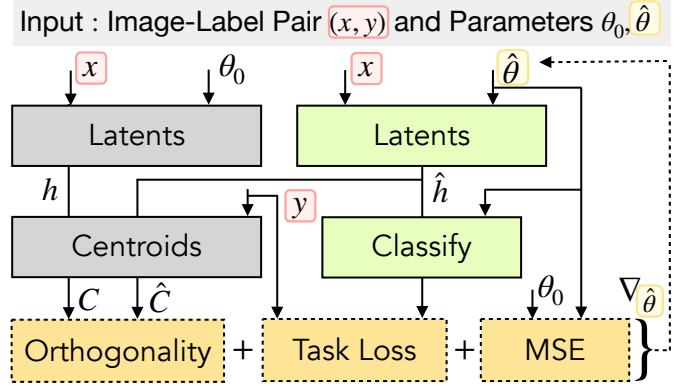 Input : Image-Label Pair (x, y) and Parameters θ₀, θ̂
x θ₀ x θ̂
Latents Latents
h ĥ
y
Centroids Classify
C Ĉ θ₀ ∇θ̂
Orthogonality + Task Loss + MSE }